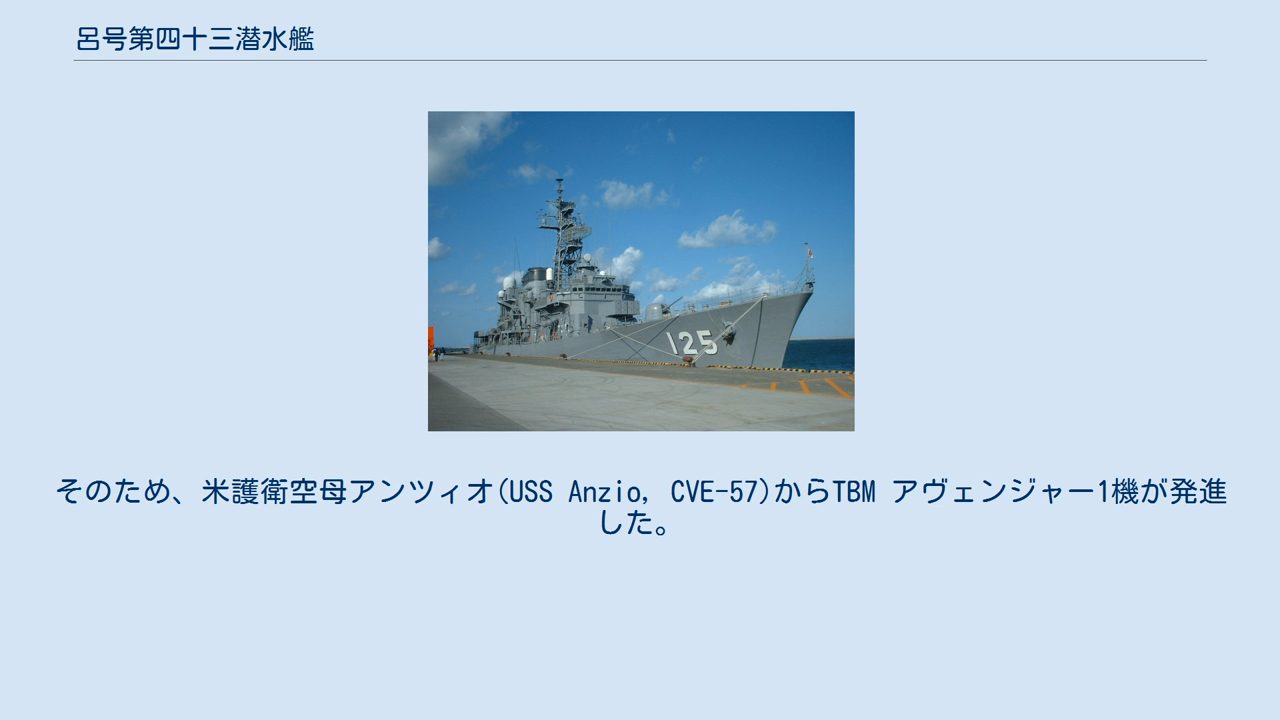 呂号第四十三潜水艦
125
そのため、米護衛空母アンツィオ(USS Anzio, CVE-57)からTBM アヴェンジャー1機が発進
した。